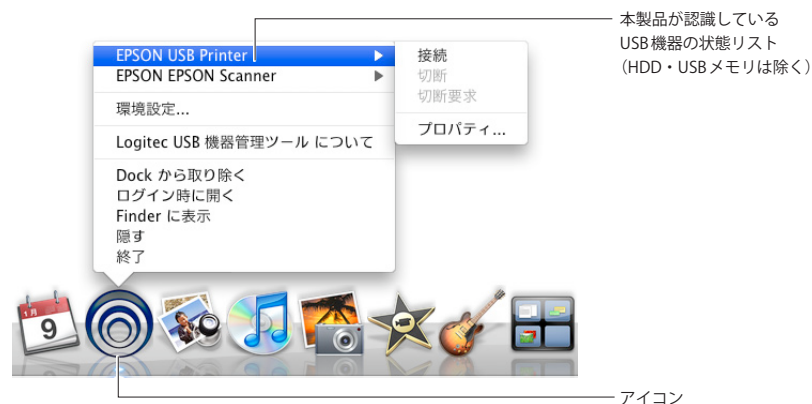 本製品が認識している
USB機器の状態リスト
（HDD・USBメモリは除く）
EPSON USB Printer
EPSON EPSON Scanner
環境設定...
Logitec USB 機器管理ツール について
Dock から取り除く
ログイン時に開く
Finder に表示
隠す
終了
接続
切断
切断要求
プロパティ...
1月
9
アイコン